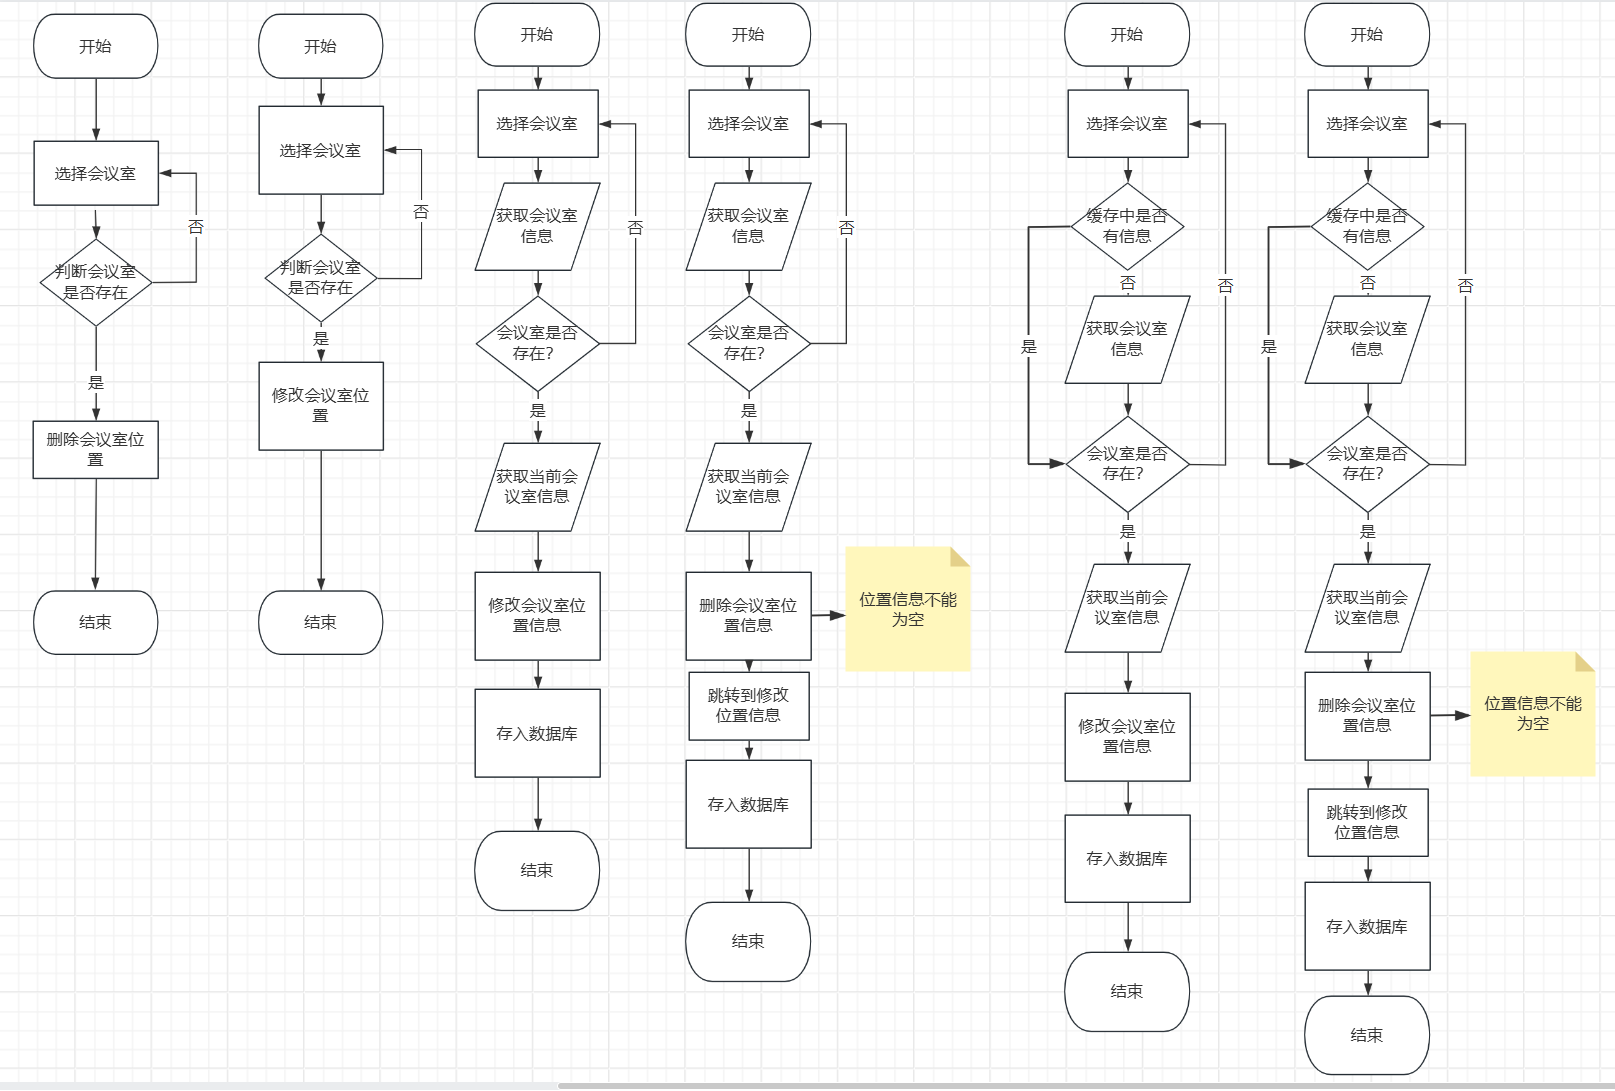 开始
选择会议室
否
判断会议室
是否存在
是
删除会议室位
置
结束
开始
选择会议室
否
判断会议室
是否存在
是
修改会议室位
置
结束
开始
选择会议室
获取会议室
信息
否
会议室是否
存在?
是
获取当前会
议室信息
修改会议室位
置信息
存入数据库
结束
开始
选择会议室
获取会议室
信息
否
会议室是否
存在?
是
获取当前会
议室信息
删除会议室位
置信息
位置信息不能
为空
跳转到修改
位置信息
存入数据库
结束
开始
选择会议室
缓存中是否
有信息
否
否
获取会议室
信息
是
会议室是否
存在?
是
获取当前会
议室信息
修改会议室位
置信息
存入数据库
结束
开始
选择会议室
缓存中是否
有信息
否
否
获取会议室
信息
是
会议室是否
存在?
是
获取当前会
议室信息
删除会议室位
置信息
位置信息不能
为空
跳转到修改
位置信息
存入数据库
结束